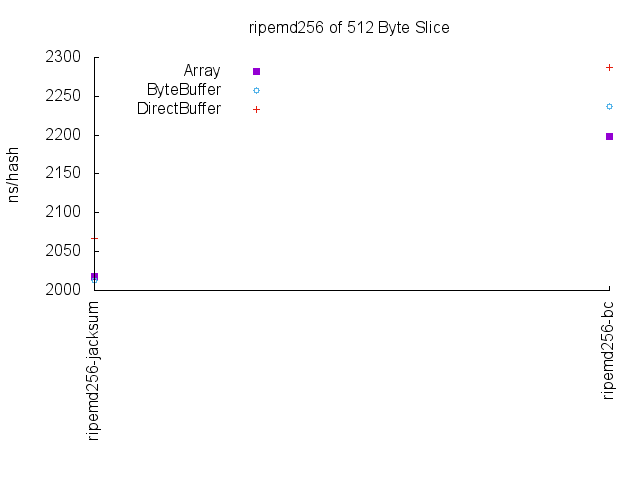 ripemd256 of 512 Byte Slice
ns/hash
2300
2250
2200
2150
2100
2050
2000
Array
ByteBuffer
DirectBuffer
ripemd256-jacksum
ripemd256-bc